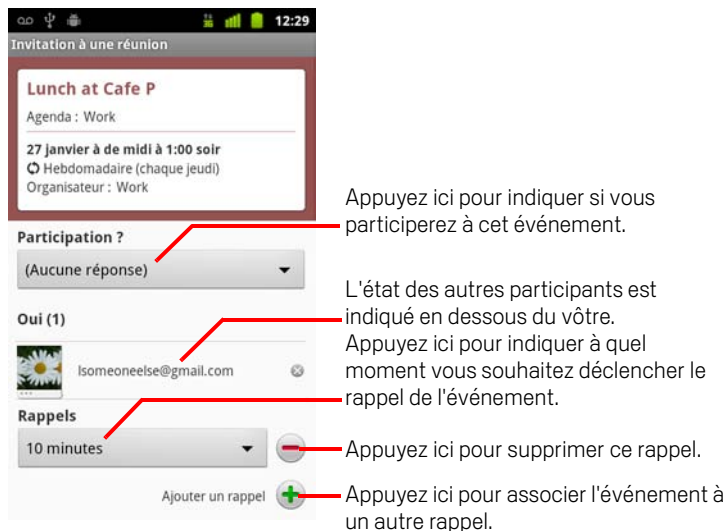 12:29
Invitation à une réunion
Lunch at Cafe P
Agenda : Work
27 janvier à de midi à 1:00 soir
Hebdomadaire (chaque jeudi)
Organisateur : Work
Participation ?
(Aucune réponse)
Oui (1)
lsomeoneelse@gmail.com
Rappels
10 minutes
Ajouter un rappel
Appuyez ici pour indiquer si vous
participerez à cet événement.
L'état des autres participants est
indiqué en dessous du vôtre.
Appuyez ici pour indiquer à quel
moment vous souhaitez déclencher le
rappel de l'événement.
Appuyez ici pour supprimer ce rappel.
Appuyez ici pour associer l'événement à
un autre rappel.